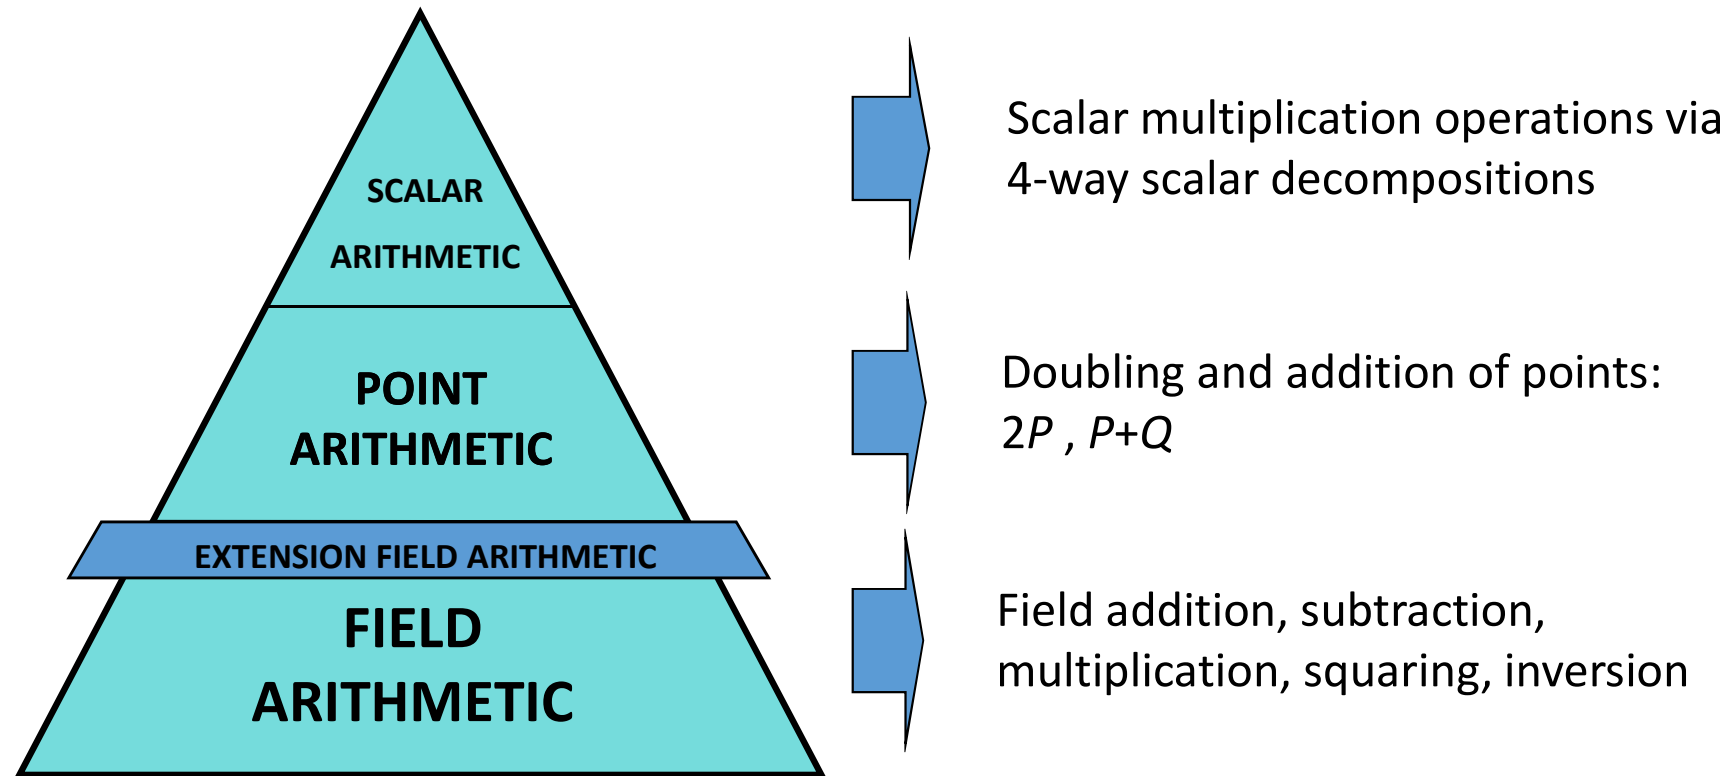 SCALAR
ARITHMETIC
Scalar multiplication operations via
4-way scalar decompositions
POINT
ARITHMETIC
Doubling and addition of points:
2P , P+Q
EXTENSION FIELD ARITHMETIC
FIELD
ARITHMETIC
Field addition, subtraction,
multiplication, squaring, inversion